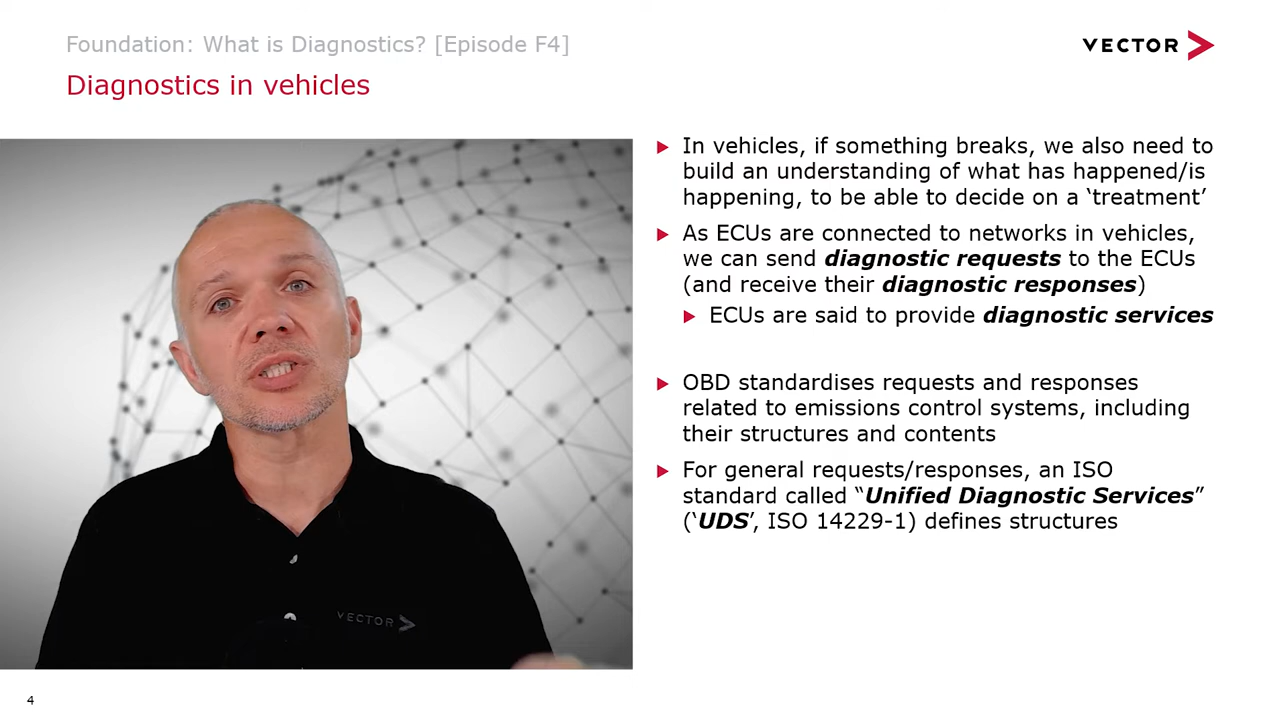 Foundation: What is Diagnostics? [Episode F4]
VECTOR
Diagnostics in vehicles
In vehicles, if something breaks, we also need to
build an understanding of what has happened/is
happening, to be able to decide on a ‘treatment’
As ECUs are connected to networks in vehicles,
we can send diagnostic requests to the ECUs
(and receive their diagnostic responses)
ECUs are said to provide diagnostic services
OBD standardises requests and responses
related to emissions control systems, including
their structures and contents
For general requests/responses, an ISO
standard called “Unified Diagnostic Services”
(‘UDS’, ISO 14229-1) defines structures
VECTOR
4